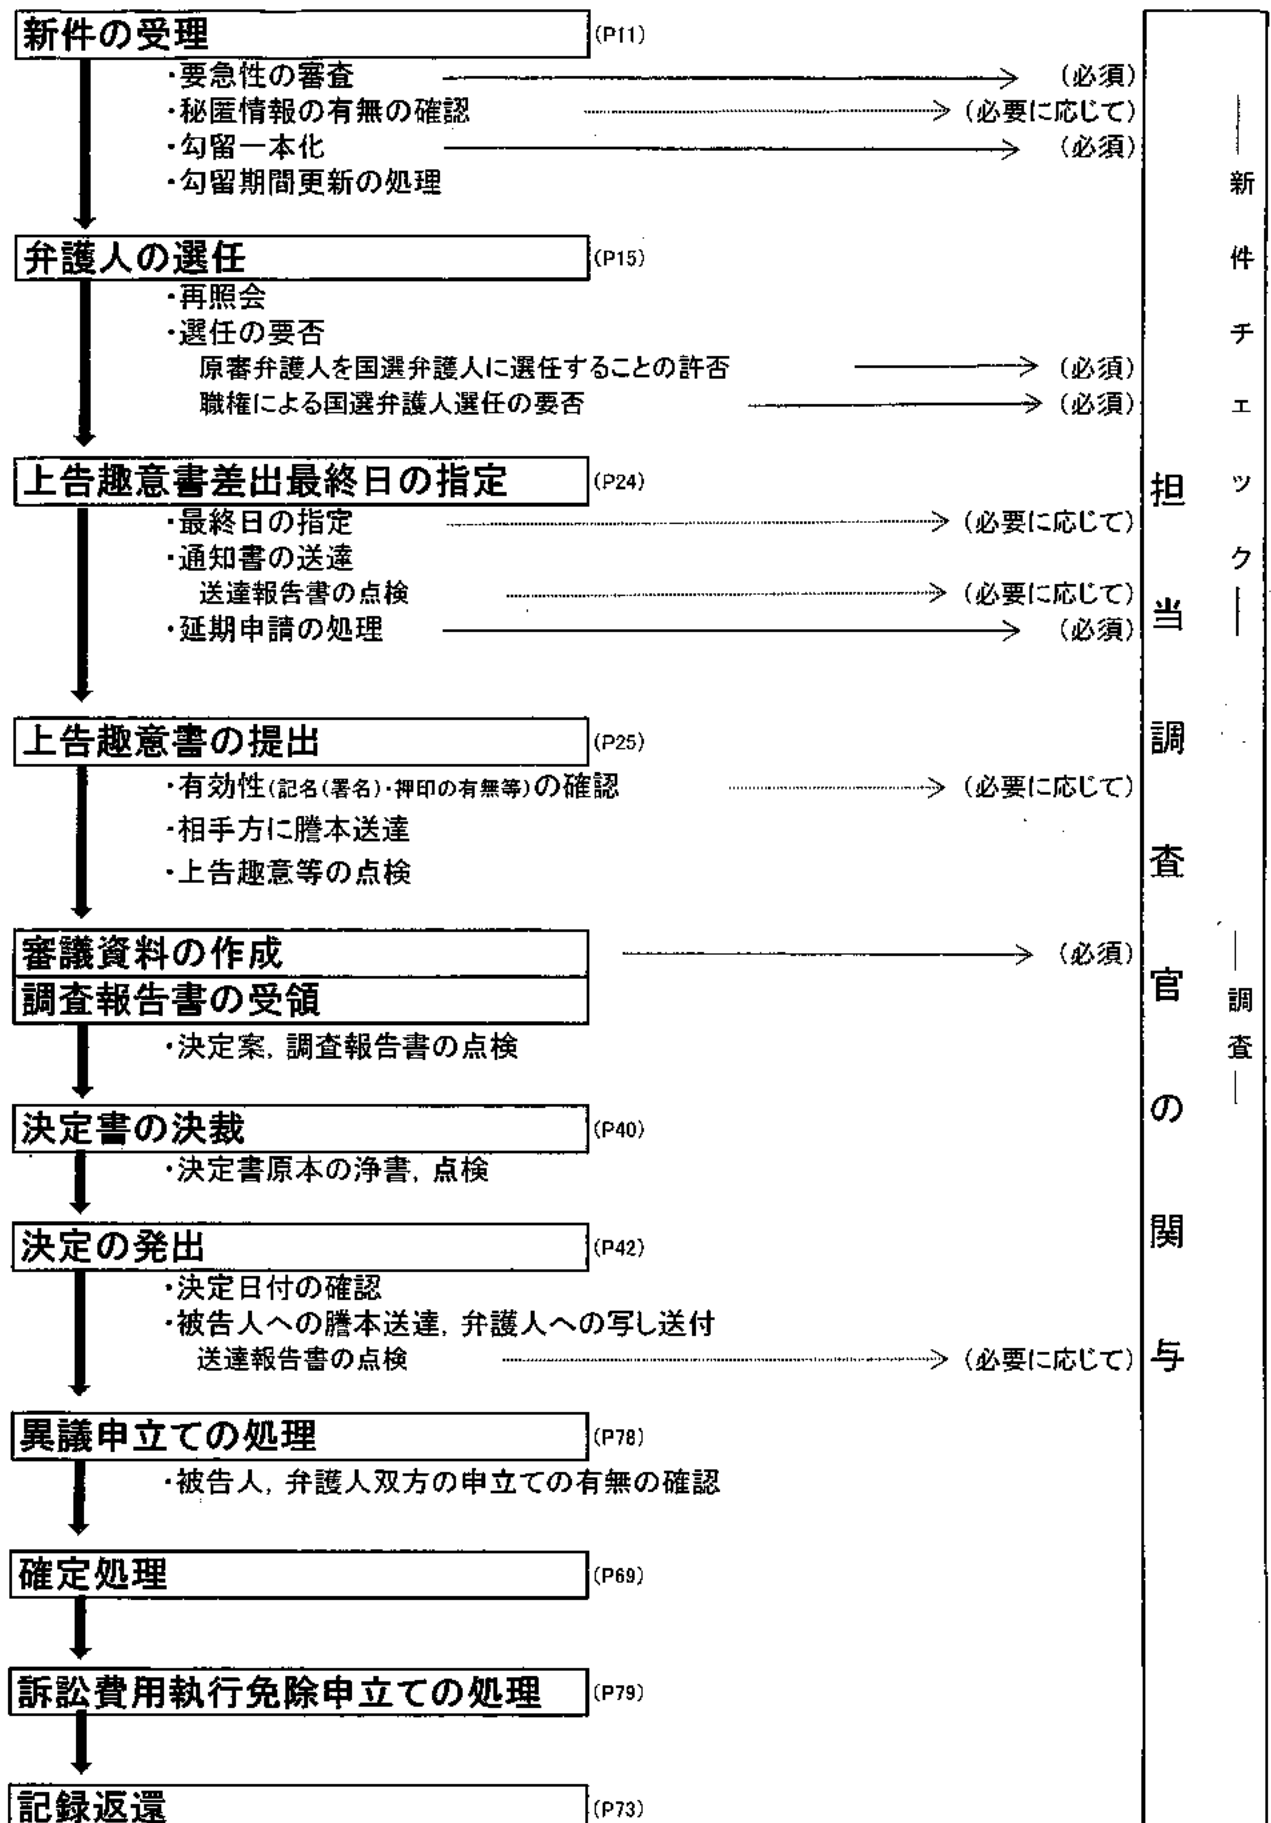 新件の受理 (P11)
・要急性の審査 (必須)
・秘匿情報の有無の確認 (必要に応じて)
・勾留一本化 (必須)
・勾留期間更新の処理
弁護人の選任 (P15)
・再照会
・選任の要否
原審弁護人を国選弁護人に選任することの許否 (必須)
職権による国選弁護人選任の要否 (必須)
上告趣意書差出最終日の指定 (P24)
・最終日の指定 (必要に応じて)
・通知書の送達
送達報告書の点検 (必要に応じて)
・延期申請の処理 (必須)
上告趣意書の提出 (P25)
・有効性(記名(署名)・押印の有無等)の確認 (必要に応じて)
・相手方に謄本送達
・上告趣意等の点検
審議資料の作成 (必須)
調査報告書の受領
・決定案, 調査報告書の点検
決定書の決裁 (P40)
・決定書原本の浄書, 点検
決定の発出 (P42)
・決定日付の確認
・被告人への謄本送達, 弁護人への写し送付
送達報告書の点検 (必要に応じて)
異議申立ての処理 (P78)
・被告人, 弁護人双方の申立ての有無の確認
確定処理 (P69)
訴訟費用執行免除申立ての処理 (P79)
記録返還 (P73)
担当調査官の関与
新件チェック
調査